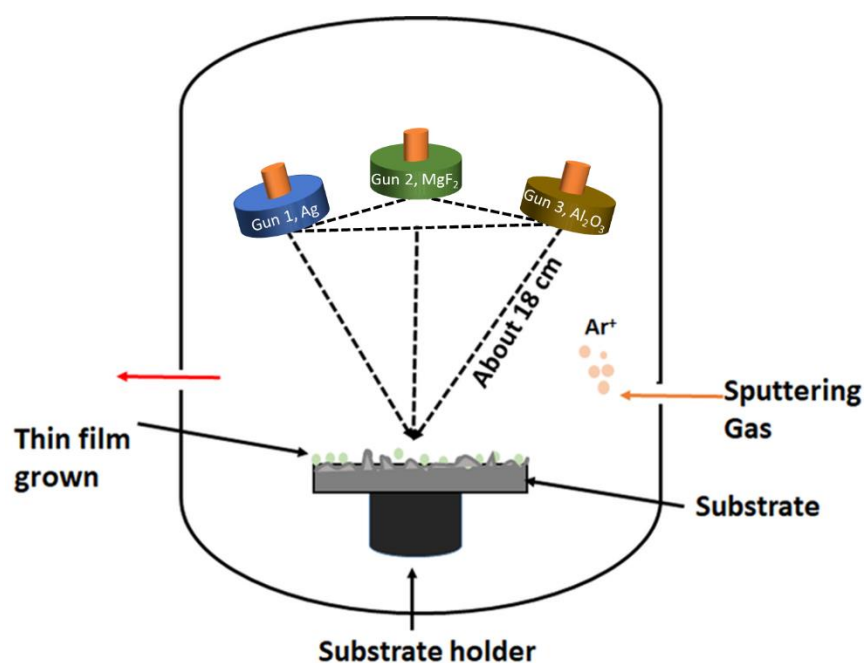 Gun 1, Ag
Gun 2, MgF₂
Gun 3, Al₂O₃
About 18 cm
Ar⁺
Sputtering
Gas
Thin film
grown
Substrate
Substrate holder